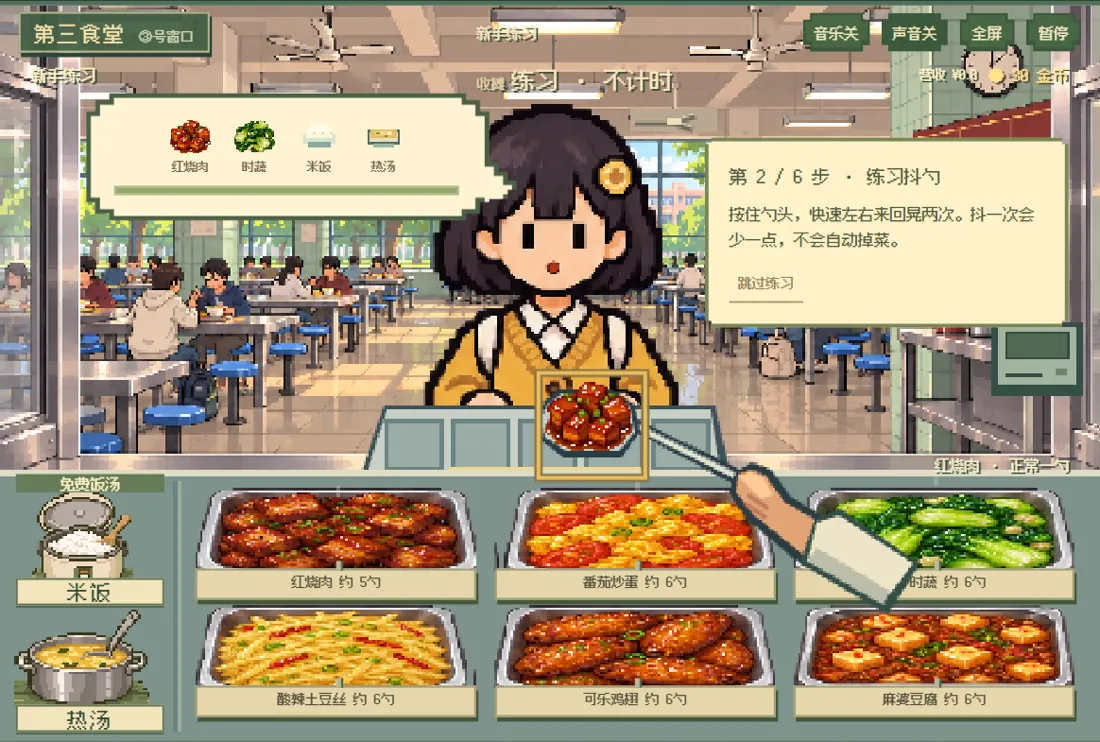 第三食堂 ③号窗口
新手练习
音乐关
声音关
全屏
暂停
新手练习
收摊 练习 · 不计时
营收 ¥0.0
30 金币
红烧肉
时蔬
米饭
热汤
第 2 / 6 步 · 练习抖勺
按住勺头，快速左右来回晃两次。抖一次会
少一点，不会自动掉菜。
跳过练习
红烧肉 · 正常一勺
免费饭汤
米饭
热汤
红烧肉 约 5勺
番茄炒蛋 约 6勺
时蔬 约 6勺
酸辣土豆丝 约 6勺
可乐鸡翅 约 6勺
麻婆豆腐 约 6勺